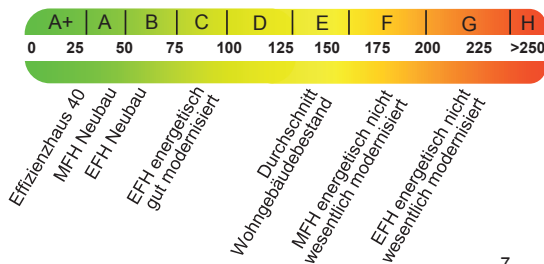 A+ A B C D E F G H
0 25 50 75 100 125 150 175 200 225 >250
Effizienzhaus 40
MFH Neubau
EFH Neubau
EFH energetisch
gut modernisiert
Durchschnitt
Wohngebäudebestand
MFH energetisch nicht
wesentlich modernisiert
EFH energetisch nicht
wesentlich modernisiert